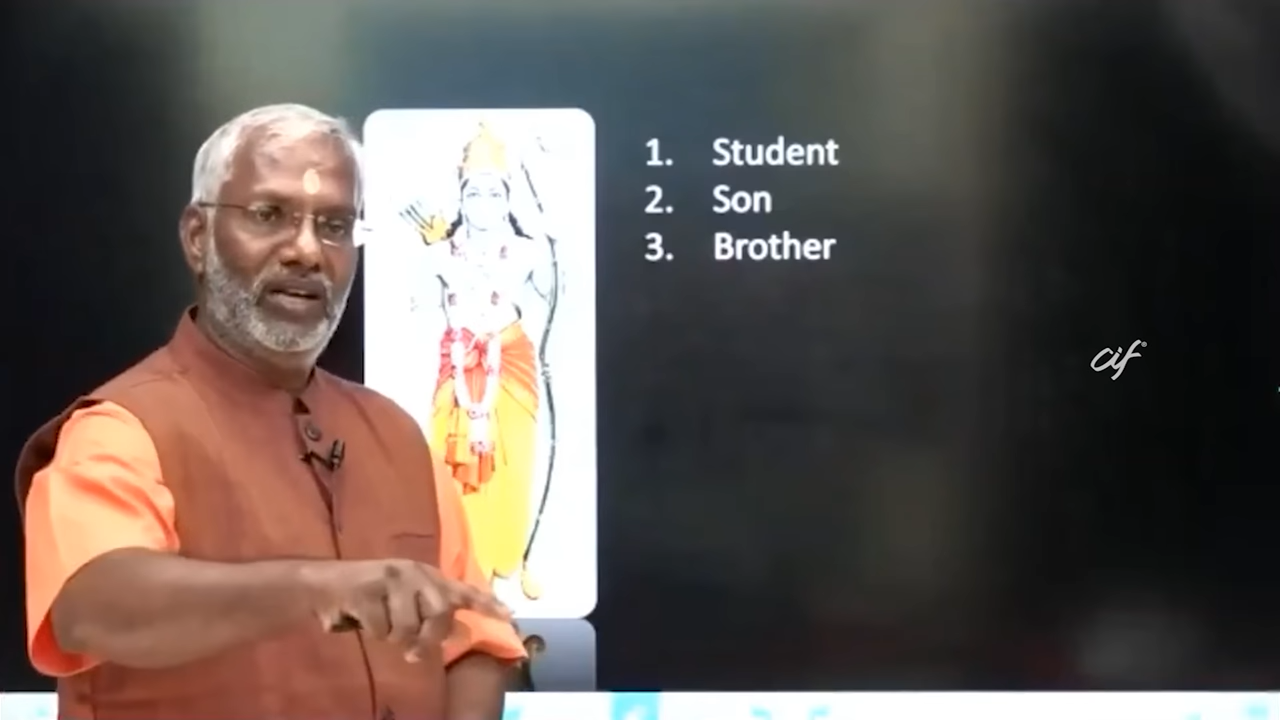 1. Student
2. Son
3. Brother
cif